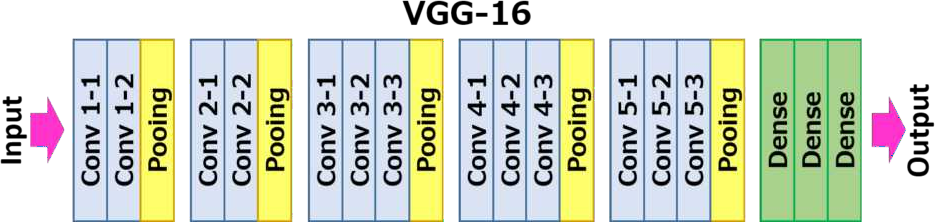 VGG-16
Input
Conv 1-1
Conv 1-2
Pooing
Conv 2-1
Conv 2-2
Pooing
Conv 3-1
Conv 3-2
Conv 3-3
Pooing
Conv 4-1
Conv 4-2
Conv 4-3
Pooing
Conv 5-1
Conv 5-2
Conv 5-3
Pooing
Dense
Dense
Dense
Output